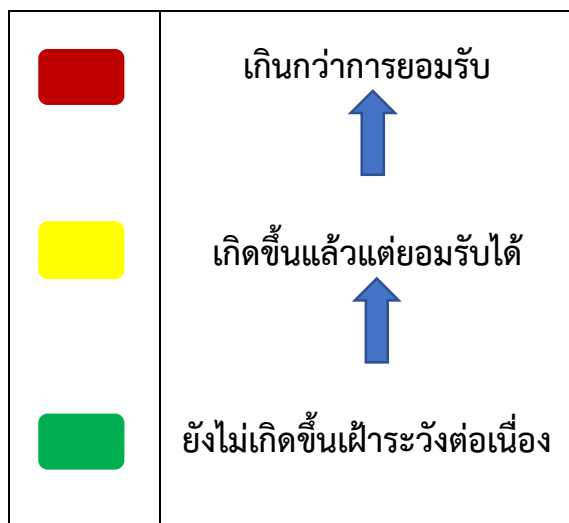 เกินกว่าการยอมรับ
เกิดขึ้นแล้วแต่ยอมรับได้
ยังไม่เกิดขึ้นเฝ้าระวังต่อเนื่อง